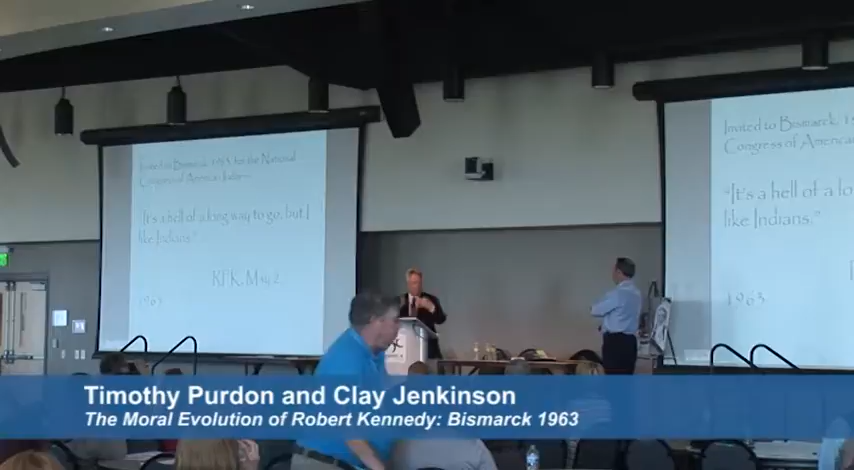 Invited to Bismarck 1963 for the National
Congress of American Indians
"It's a hell of a long way to go, but I
like Indians."
RFK, May 2
1963
Invited to Bismarck 19
Congress of American
"It's a hell of a lo
like Indians."
1963
Timothy Purdon and Clay Jenkinson
The Moral Evolution of Robert Kennedy: Bismarck 1963